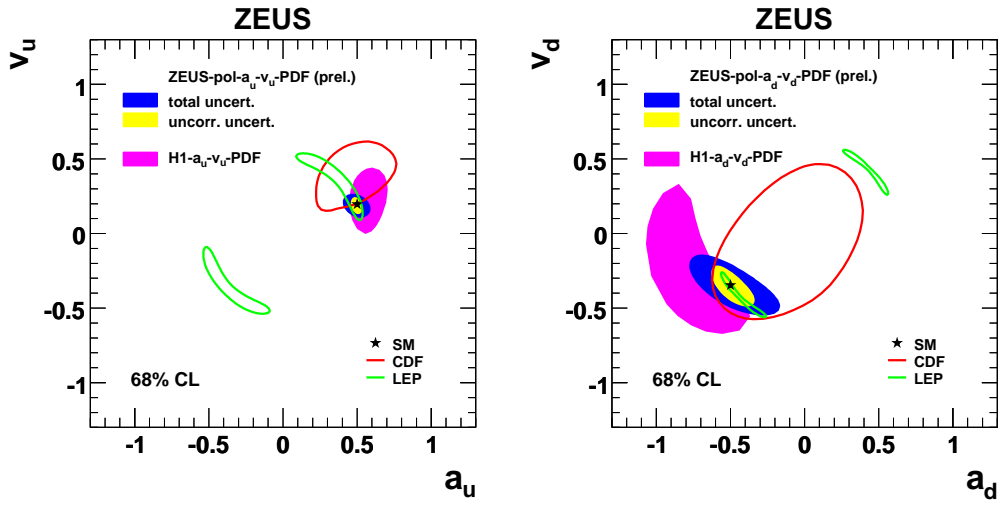 ZEUS
v_u
ZEUS-pol-a_u-v_u-PDF (prel.)
total uncert.
uncorr. uncert.
H1-a_u-v_u-PDF
1
0.5
0
-0.5
-1
SM
CDF
LEP
68% CL
-1 -0.5 0 0.5 1
a_u
ZEUS
v_d
ZEUS-pol-a_d-v_d-PDF (prel.)
total uncert.
uncorr. uncert.
H1-a_d-v_d-PDF
1
0.5
0
-0.5
-1
SM
CDF
LEP
68% CL
-1 -0.5 0 0.5 1
a_d